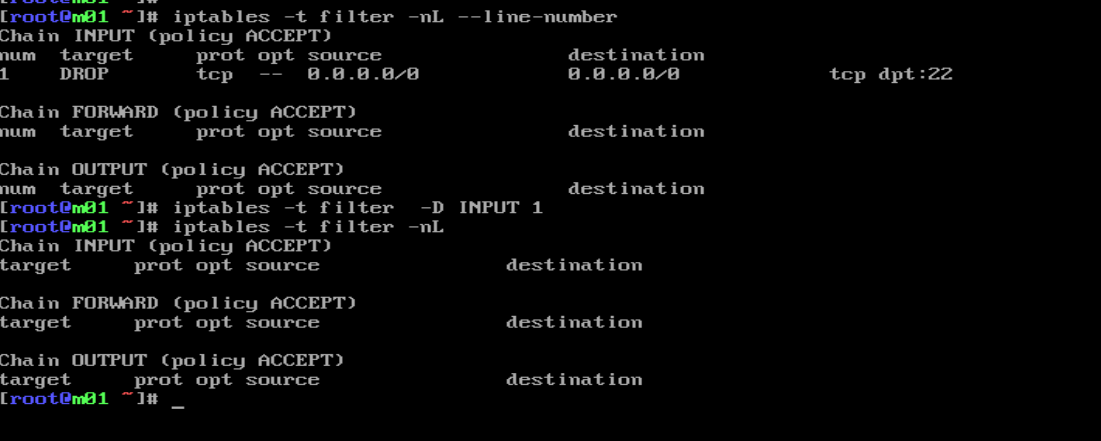 [root@m01 ~]# iptables -t filter -nL --line-number
Chain INPUT (policy ACCEPT)
num target prot opt source destination
1 DROP tcp -- 0.0.0.0/0 0.0.0.0/0 tcp dpt:22
Chain FORWARD (policy ACCEPT)
num target prot opt source destination
Chain OUTPUT (policy ACCEPT)
num target prot opt source destination
[root@m01 ~]# iptables -t filter -D INPUT 1
[root@m01 ~]# iptables -t filter -nL
Chain INPUT (policy ACCEPT)
target prot opt source destination
Chain FORWARD (policy ACCEPT)
target prot opt source destination
Chain OUTPUT (policy ACCEPT)
target prot opt source destination
[root@m01 ~]# _